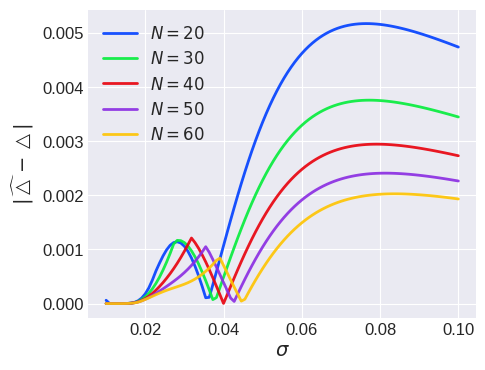 0.005
0.004
0.003
0.002
0.001
0.000
|△̂ − △|
N = 20
N = 30
N = 40
N = 50
N = 60
0.02 0.04 0.06 0.08 0.10
σ